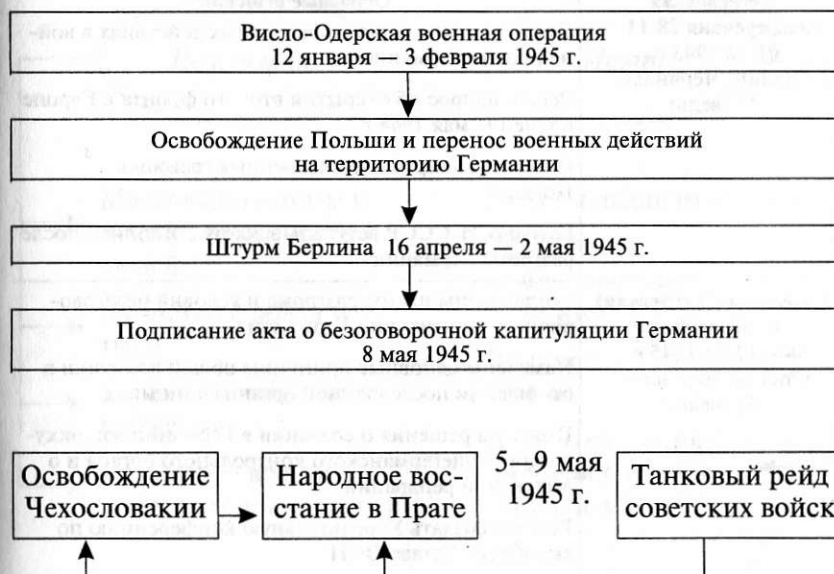 Висло-Одерская военная операция
12 января — 3 февраля 1945 г.
Освобождение Польши и перенос военных действий
на территорию Германии
Штурм Берлина 16 апреля — 2 мая 1945 г.
Подписание акта о безоговорочной капитуляции Германии
8 мая 1945 г.
Освобождение
Чехословакии
Народное вос-
стание в Праге
5–9 мая
1945 г.
Танковый рейд
советских войск